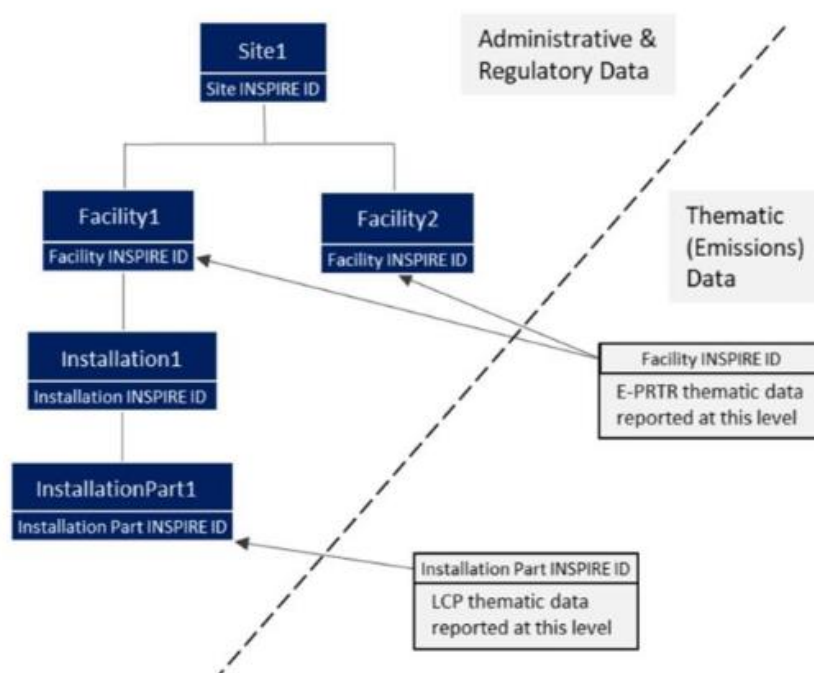 Site1
Site INSPIRE ID
Administrative &
Regulatory Data
Facility1
Facility INSPIRE ID
Facility2
Facility INSPIRE ID
Thematic
(Emissions)
Data
Installation1
Installation INSPIRE ID
Facility INSPIRE ID
E-PRTR thematic data
reported at this level
InstallationPart1
Installation Part INSPIRE ID
Installation Part INSPIRE ID
LCP thematic data
reported at this level